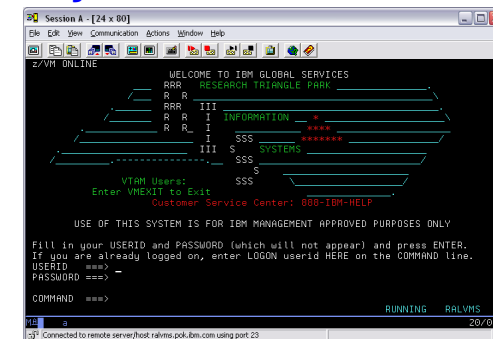 Session A - [24 x 80]
File Edit View Communication Actions Window Help
z/VM ONLINE
WELCOME TO IBM GLOBAL SERVICES
RRR RESEARCH TRIANGLE PARK
R R
RRR III
R R I INFORMATION *
R R I ****
I SSS *******
III S SYSTEMS
SSS
S
VTAM Users: SSS
Enter VMEXIT to Exit
Customer Service Center: 888-IBM-HELP
USE OF THIS SYSTEM IS FOR IBM MANAGEMENT APPROVED PURPOSES ONLY
Fill in your USERID and PASSWORD (which will not appear) and press ENTER.
If you are already logged on, enter LOGON userid HERE on the COMMAND line.
USERID ===>
PASSWORD ===>
COMMAND ===>
RUNNING RALVMS
a 20/0
Connected to remote server/host ralvms.pok.ibm.com using port 23